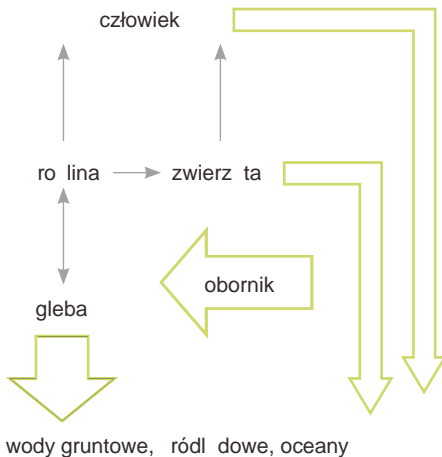 człowiek
ro lina
zwierz ta
obornik
gleba
wody gruntowe, ródl dowe, oceany